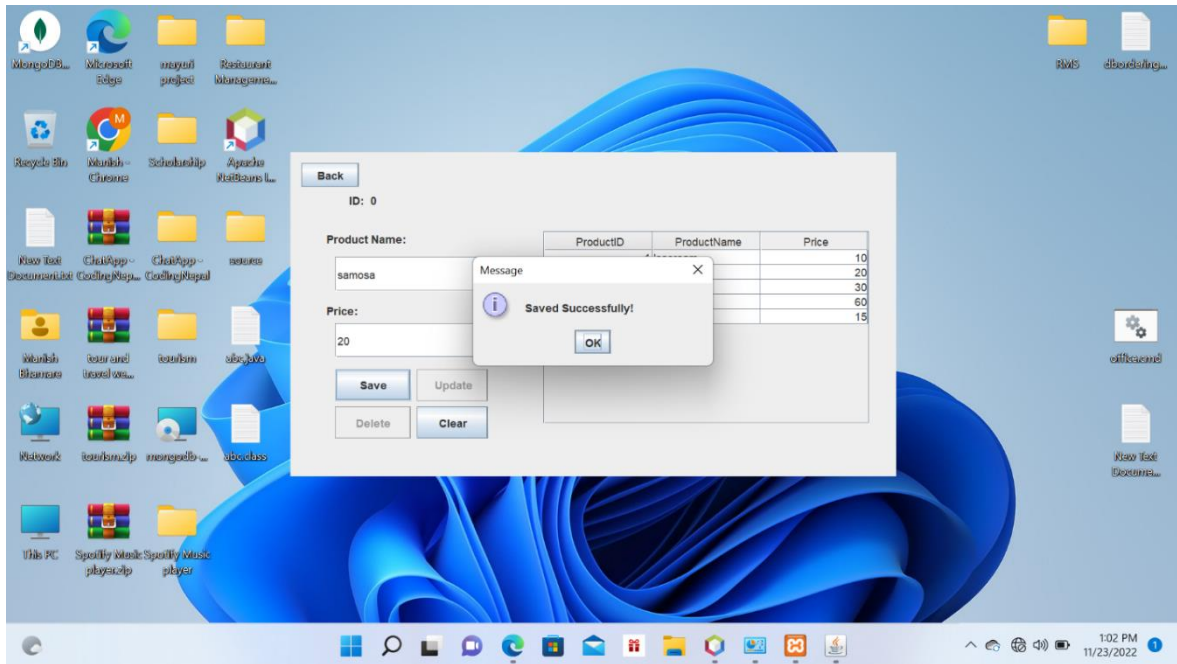 MongoDB...
Microsoft Edge
mayuri project
Restaurant Manageme...
RMS
dbordering...
Recycle Bin
Manish - Chrome
Scholarship
Apache NetBeans I...
New Text Document.txt
ChatApp - CodingNep...
ChatApp - CodingNepal
source
Manish Bhamare
tour and travel we...
tourism
abc.java
officecmd
Network
tourism.zip
mongodb-...
abc.class
New Text Docume...
This PC
Spotify Music player.zip
Spotify Music player
Back
ID: 0
Product Name:
samosa
Price:
20
Save
Update
Delete
Clear
ProductID ProductName Price
10
20
30
60
15
Message
Saved Successfully!
OK
1:02 PM
11/23/2022
1